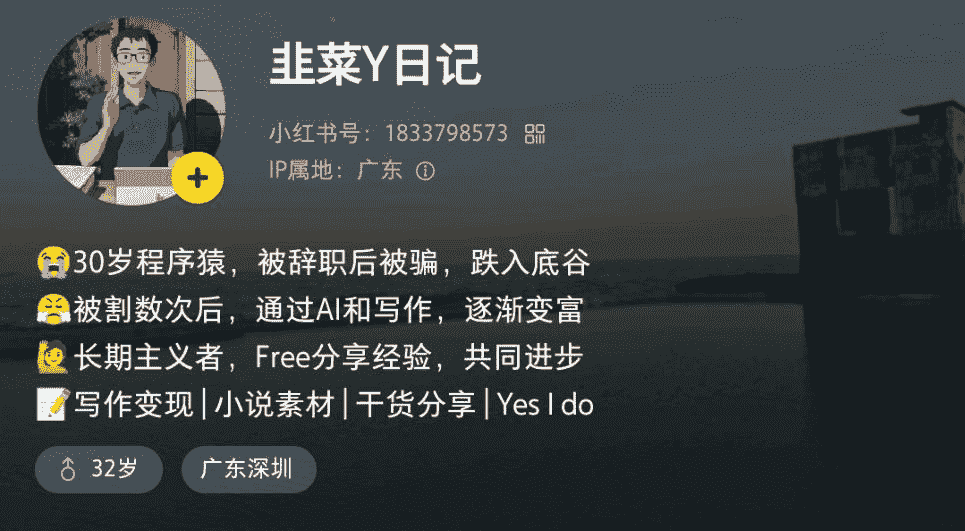 韭菜Y日记
小红书号：1833798573
IP属地：广东
😭30岁程序猿，被辞职后被骗，跌入底谷
😤被割数次后，通过AI和写作，逐渐变富
🙋长期主义者，Free分享经验，共同进步
📝写作变现|小说素材|干货分享|Yes I do
♂ 32岁 广东深圳